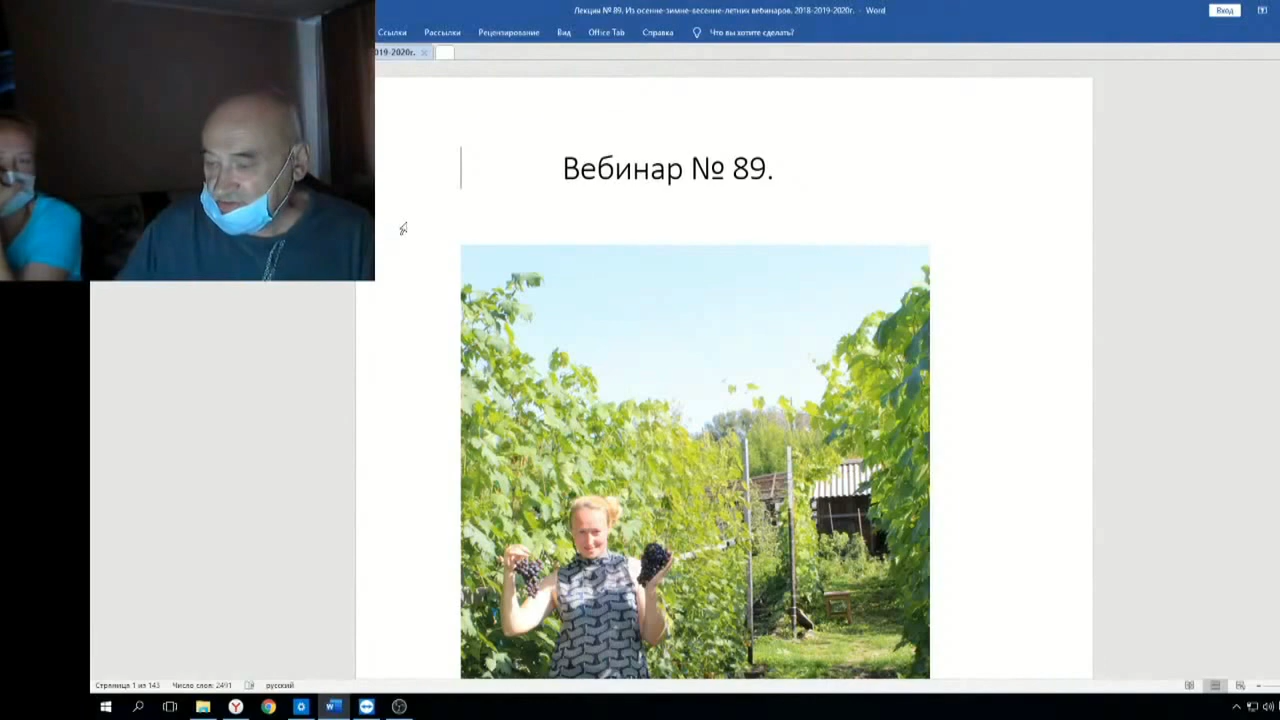 Лекция № 89. Из осенне-зимне-весенне-летних вебинаров. 2018-2019-2020г. - Word
Вход
Ссылки Рассылки Рецензирование Вид Office Tab Справка Что вы хотите сделать?
019-2020г.
Вебинар № 89.
Страница 1 из 143 Число слов: 2491 русский